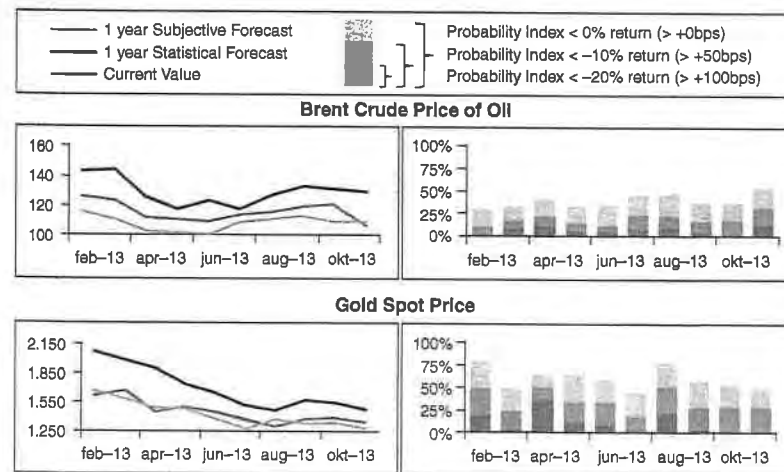 1 year Subjective Forecast
1 year Statistical Forecast
Current Value
Probability Index < 0% return (> +0bps)
Probability Index < –10% return (> +50bps)
Probability Index < –20% return (> +100bps)
Brent Crude Price of Oil
160
140
120
100
feb–13 apr–13 jun–13 aug–13 okt–13
100%
75%
50%
25%
0%
feb–13 apr–13 jun–13 aug–13 okt–13
Gold Spot Price
2.150
1.850
1.550
1.250
feb–13 apr–13 jun–13 aug–13 okt–13
100%
75%
50%
25%
0%
feb–13 apr–13 jun–13 aug–13 okt–13